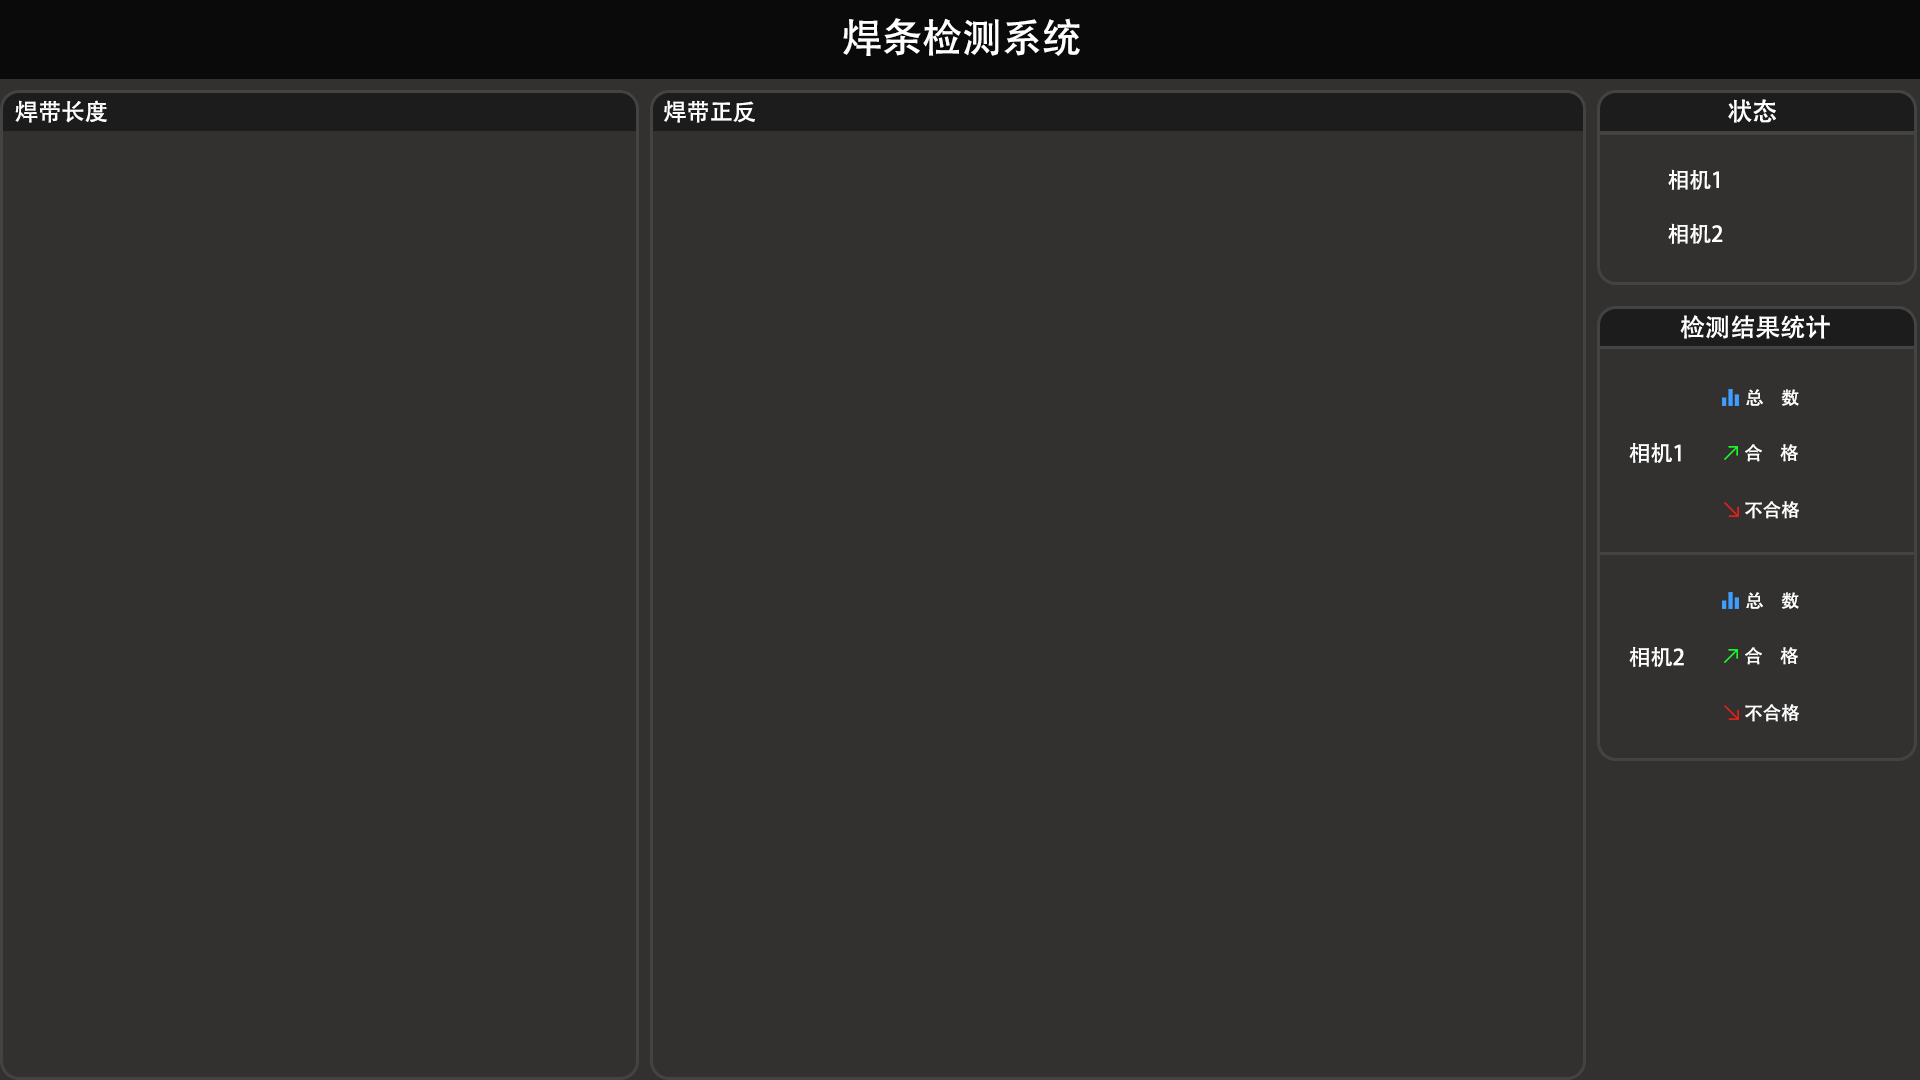 焊条检测系统
焊带长度
焊带正反
状态
相机1
相机2
检测结果统计
总 数
相机1
合 格
不合格
总 数
相机2
合 格
不合格